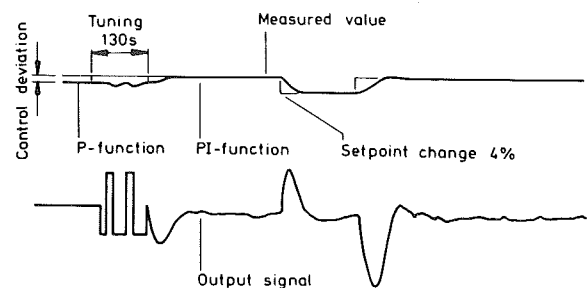 Tuning
130s
Measured value
Control deviation
P-function
PI-function
Setpoint change 4%
Output signal